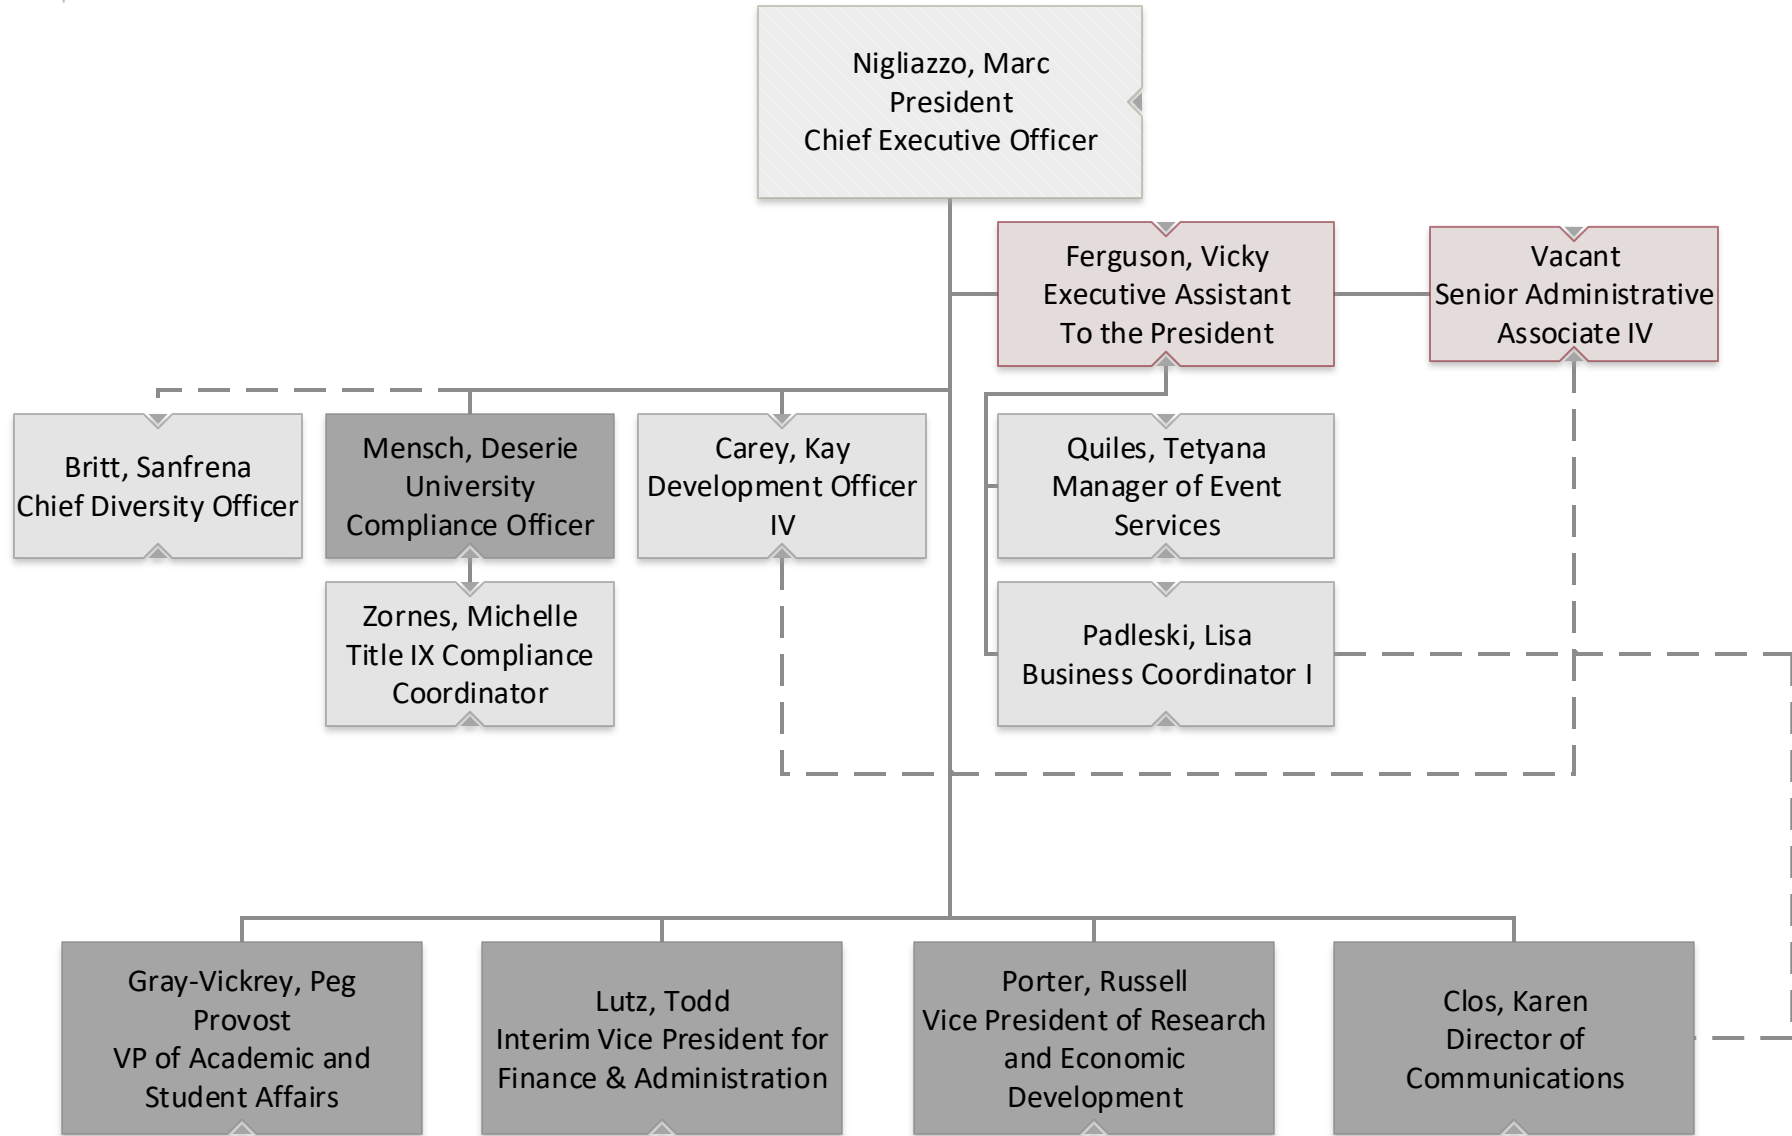 Nigliazzo, Marc
President
Chief Executive Officer
Ferguson, Vicky
Executive Assistant
To the President
Vacant
Senior Administrative
Associate IV
Britt, Sanfrena
Chief Diversity Officer
Mensch, Deserie
University
Compliance Officer
Carey, Kay
Development Officer
IV
Quiles, Tetyana
Manager of Event
Services
Zornes, Michelle
Title IX Compliance
Coordinator
Padleski, Lisa
Business Coordinator I
Gray-Vickrey, Peg
Provost
VP of Academic and
Student Affairs
Lutz, Todd
Interim Vice President for
Finance & Administration
Porter, Russell
Vice President of Research
and Economic
Development
Clos, Karen
Director of
Communications